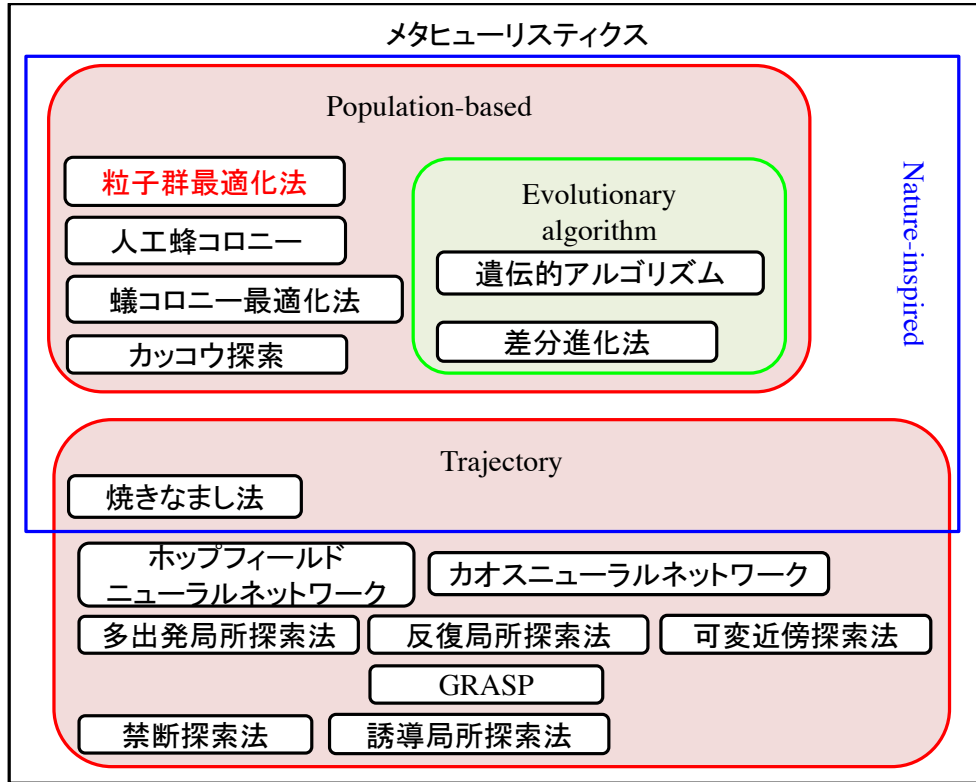 メタヒューリスティクス
Population-based
粒子群最適化法
人工蜂コロニー
蟻コロニー最適化法
カッコウ探索
Evolutionary
algorithm
遺伝的アルゴリズム
差分進化法
Nature-inspired
Trajectory
焼きなまし法
ホップフィールド
ニューラルネットワーク
カオスニューラルネットワーク
多出発局所探索法
反復局所探索法
可変近傍探索法
GRASP
禁断探索法
誘導局所探索法